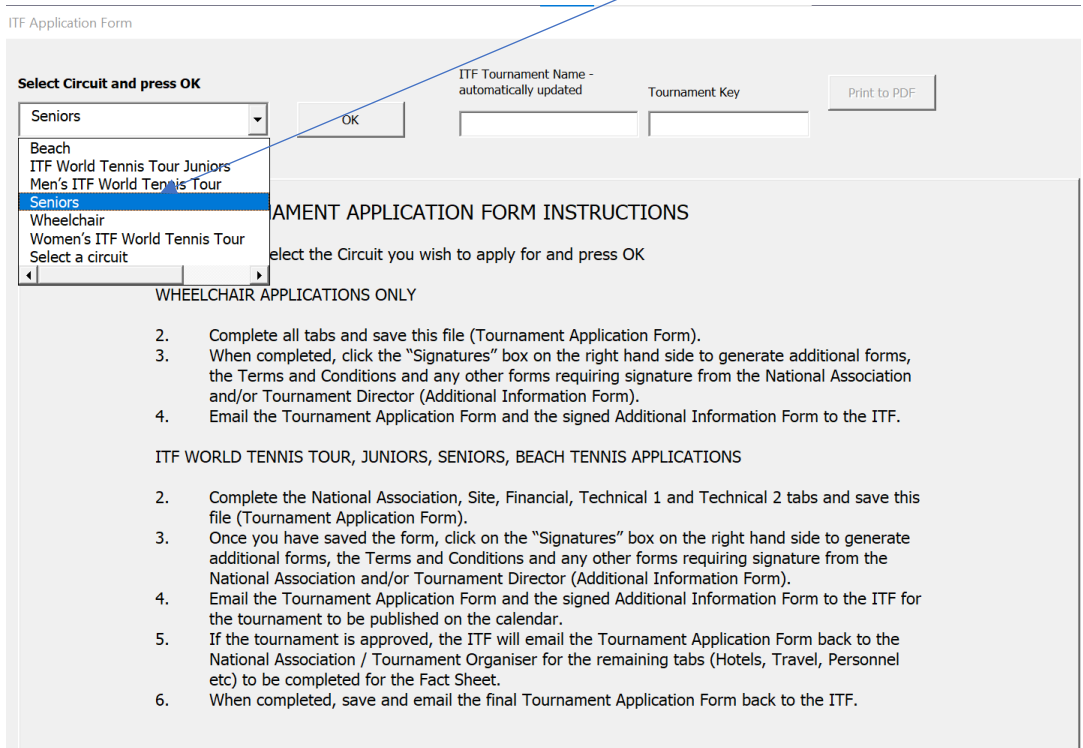 ITF Application Form
Select Circuit and press OK
ITF Tournament Name -
automatically updated
Tournament Key
Print to PDF
Seniors
OK
Beach
ITF World Tennis Tour Juniors
Men’s ITF World Tennis Tour
Seniors
Wheelchair
Women’s ITF World Tennis Tour
Select a circuit
AMENT APPLICATION FORM INSTRUCTIONS
elect the Circuit you wish to apply for and press OK
WHEELCHAIR APPLICATIONS ONLY
2. Complete all tabs and save this file (Tournament Application Form).
3. When completed, click the “Signatures” box on the right hand side to generate additional forms,
the Terms and Conditions and any other forms requiring signature from the National Association
and/or Tournament Director (Additional Information Form).
4. Email the Tournament Application Form and the signed Additional Information Form to the ITF.
ITF WORLD TENNIS TOUR, JUNIORS, SENIORS, BEACH TENNIS APPLICATIONS
2. Complete the National Association, Site, Financial, Technical 1 and Technical 2 tabs and save this
file (Tournament Application Form).
3. Once you have saved the form, click on the “Signatures” box on the right hand side to generate
additional forms, the Terms and Conditions and any other forms requiring signature from the
National Association and/or Tournament Director (Additional Information Form).
4. Email the Tournament Application Form and the signed Additional Information Form to the ITF for
the tournament to be published on the calendar.
5. If the tournament is approved, the ITF will email the Tournament Application Form back to the
National Association / Tournament Organiser for the remaining tabs (Hotels, Travel, Personnel
etc) to be completed for the Fact Sheet.
6. When completed, save and email the final Tournament Application Form back to the ITF.